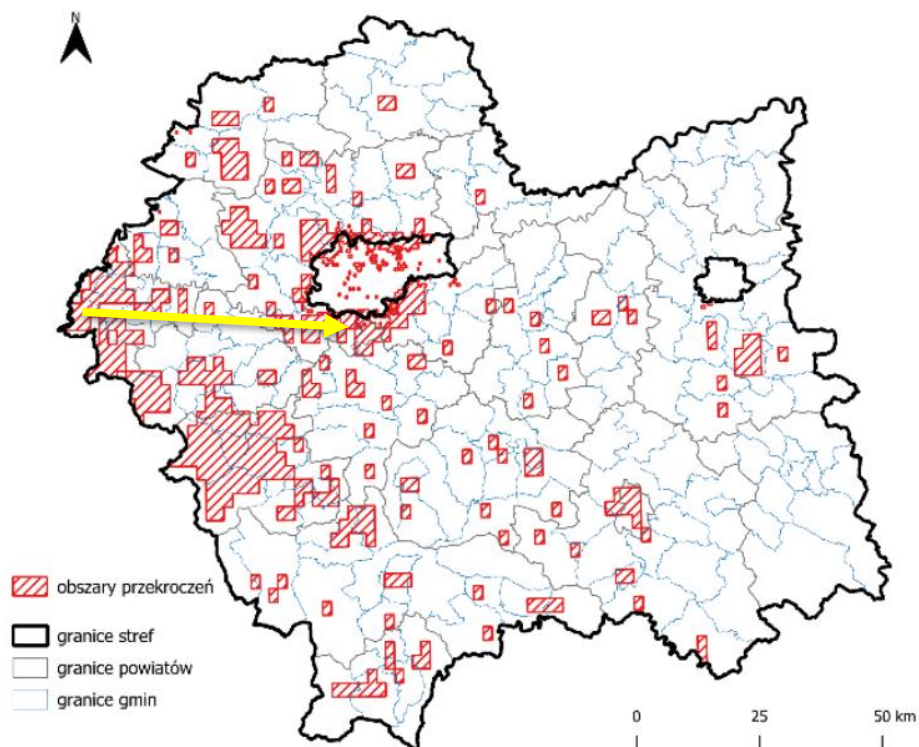 N
obszary przekroczeń
granice stref
granice powiatów
granice gmin
0 25 50 km